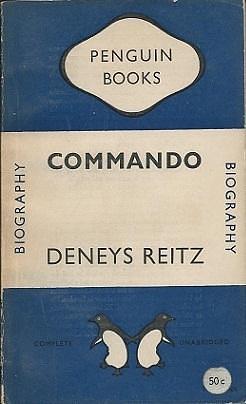 PENGUIN
BOOKS
COMMANDO
BIOGRAPHY
BIOGRAPHY
DENEYS REITZ
COMPLETE
UNABRIDGED
50c